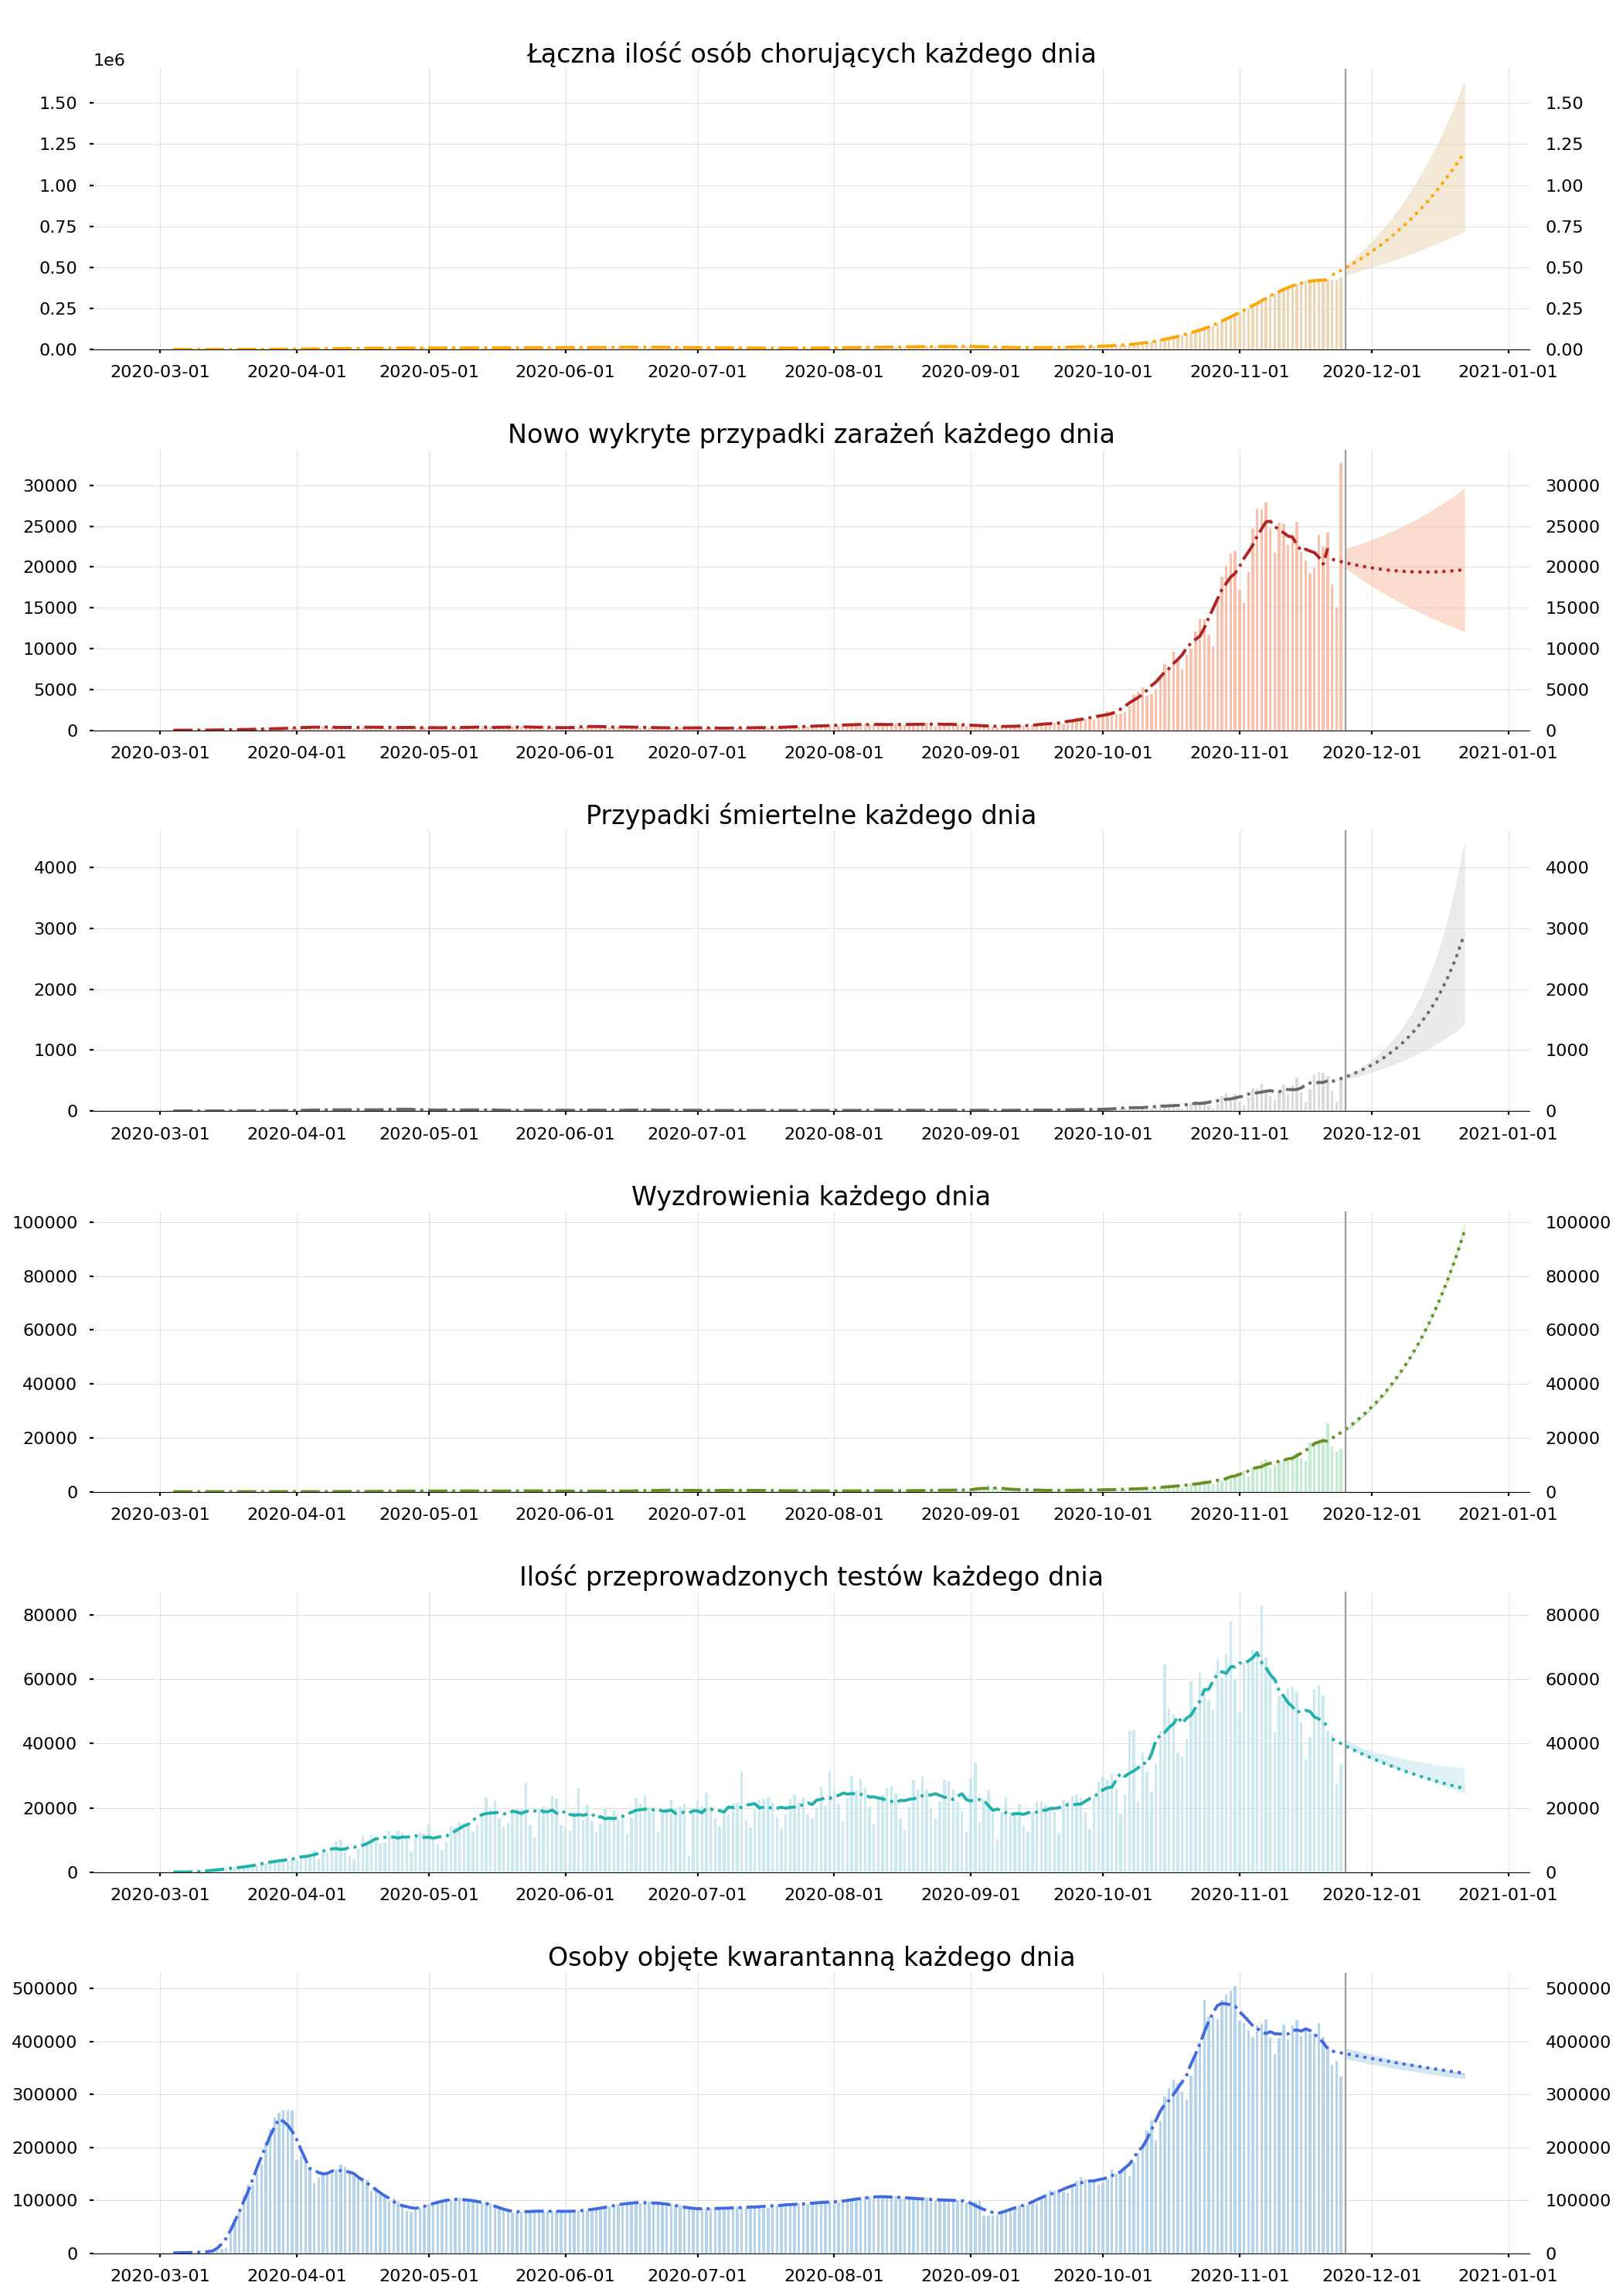 Łączna ilość osób chorujących każdego dnia
1e6
1.50 1.50
1.25 1.25
1.00 1.00
0.75 0.75
0.50 0.50
0.25 0.25
0.00 0.00
2020-03-01 2020-04-01 2020-05-01 2020-06-01 2020-07-01 2020-08-01 2020-09-01 2020-10-01 2020-11-01 2020-12-01 2021-01-01
Nowo wykryte przypadki zarażeń każdego dnia
30000 30000
25000 25000
20000 20000
15000 15000
10000 10000
5000 5000
0 0
2020-03-01 2020-04-01 2020-05-01 2020-06-01 2020-07-01 2020-08-01 2020-09-01 2020-10-01 2020-11-01 2020-12-01 2021-01-01
Przypadki śmiertelne każdego dnia
4000 4000
3000 3000
2000 2000
1000 1000
0 0
2020-03-01 2020-04-01 2020-05-01 2020-06-01 2020-07-01 2020-08-01 2020-09-01 2020-10-01 2020-11-01 2020-12-01 2021-01-01
Wyzdrowienia każdego dnia
100000 100000
80000 80000
60000 60000
40000 40000
20000 20000
0 0
2020-03-01 2020-04-01 2020-05-01 2020-06-01 2020-07-01 2020-08-01 2020-09-01 2020-10-01 2020-11-01 2020-12-01 2021-01-01
Ilość przeprowadzonych testów każdego dnia
80000 80000
60000 60000
40000 40000
20000 20000
0 0
2020-03-01 2020-04-01 2020-05-01 2020-06-01 2020-07-01 2020-08-01 2020-09-01 2020-10-01 2020-11-01 2020-12-01 2021-01-01
Osoby objęte kwarantanną każdego dnia
500000 500000
400000 400000
300000 300000
200000 200000
100000 100000
0 0
2020-03-01 2020-04-01 2020-05-01 2020-06-01 2020-07-01 2020-08-01 2020-09-01 2020-10-01 2020-11-01 2020-12-01 2021-01-01